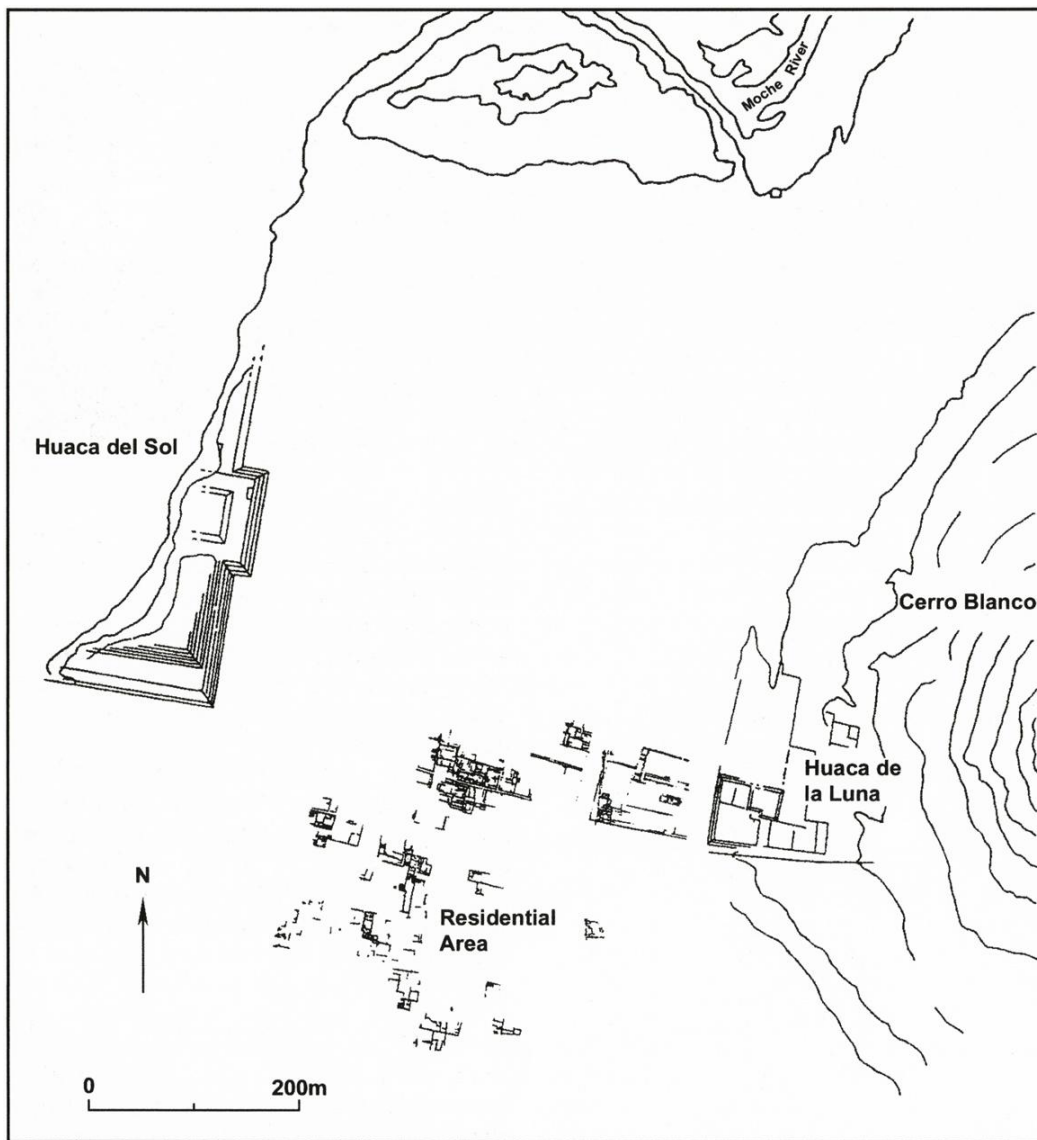 Moche River
Huaca del Sol
Cerro Blanco
Huaca de
la Luna
N
Residential
Area
0 200m